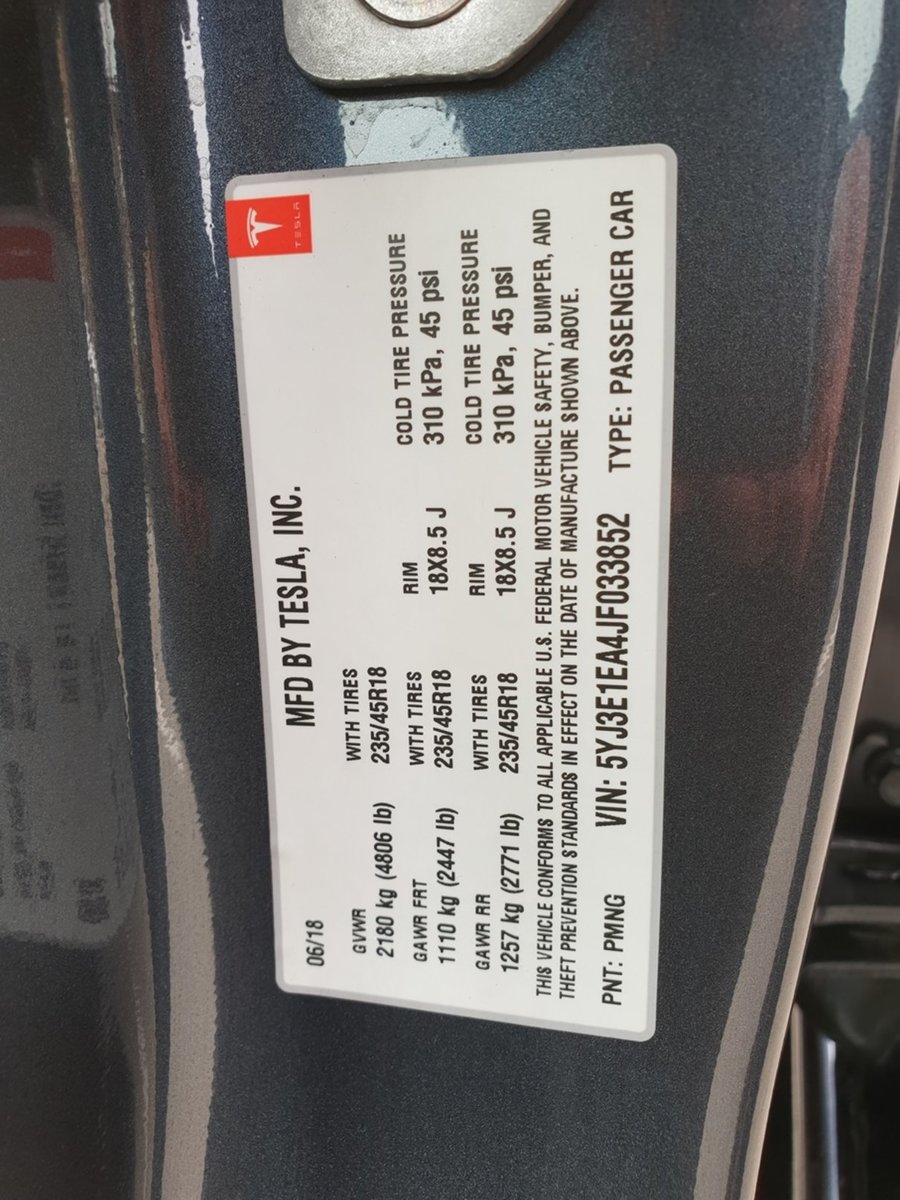 TESLA
MFD BY TESLA, INC.
06/18
GVWR WITH TIRES
2180 kg (4806 lb) 235/45R18
GAWR FRT WITH TIRES RIM COLD TIRE PRESSURE
1110 kg (2447 lb) 235/45R18 18X8.5 J 310 kPa, 45 psi
GAWR RR WITH TIRES RIM COLD TIRE PRESSURE
1257 kg (2771 lb) 235/45R18 18X8.5 J 310 kPa, 45 psi
THIS VEHICLE CONFORMS TO ALL APPLICABLE U.S. FEDERAL MOTOR VEHICLE SAFETY, BUMPER, AND
THEFT PREVENTION STANDARDS IN EFFECT ON THE DATE OF MANUFACTURE SHOWN ABOVE.
PNT: PMNG VIN: 5YJ3E1EA4JF033852 TYPE: PASSENGER CAR